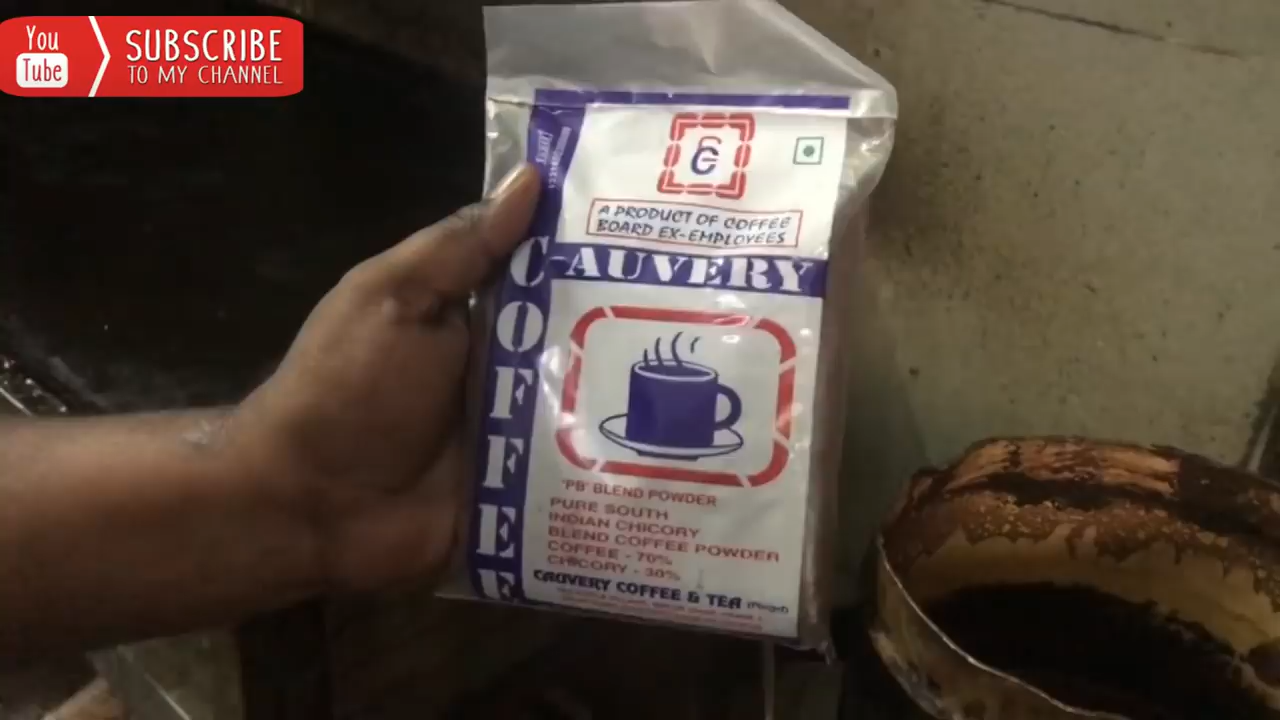 You
Tube
SUBSCRIBE
TO MY CHANNEL
A PRODUCT OF COFFEE
BOARD EX-EMPLOYEES
C-AUVERY
COFFEE
'PB' BLEND POWDER
PURE SOUTH
INDIAN CHICORY
BLEND COFFEE POWDER
COFFEE - 70%
CHICORY - 30%
CAUVERY COFFEE & TEA